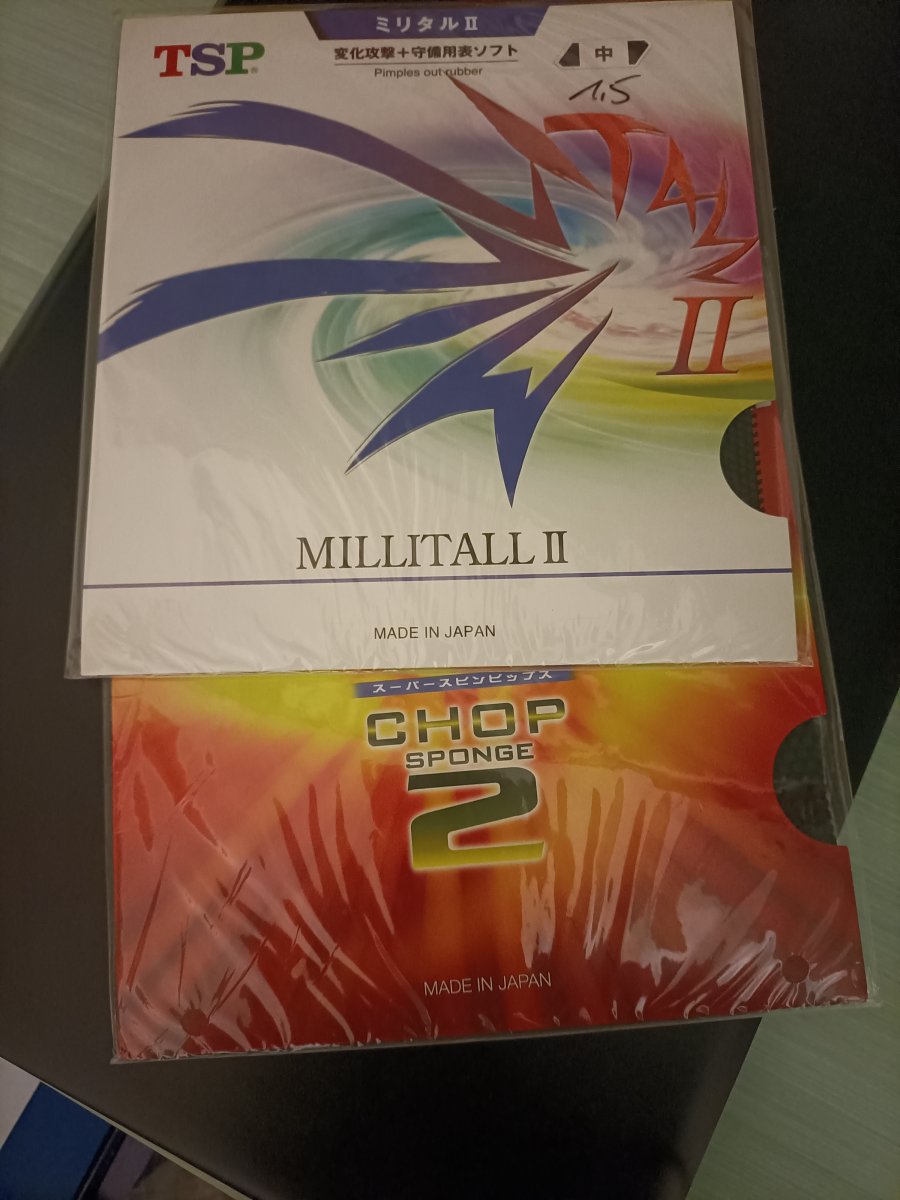 ミリタルII
TSP®
変化攻撃+守備用表ソフト
Pimples out rubber
中
1,5
TALL
II
MILLITALL II
MADE IN JAPAN
スーパースピンピップス
CHOP
SPONGE
2
MADE IN JAPAN